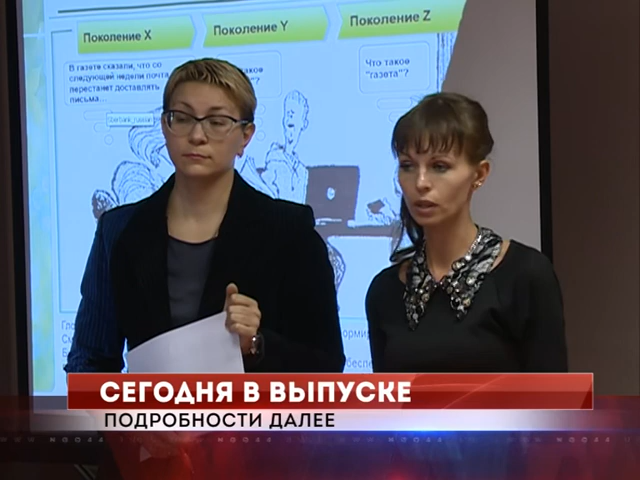 Поколение X
Поколение Y
Поколение Z
В газете сказали, что со
следующей недели почта
перестанет доставлять
письма...
такое
"?
Что такое
"газета"?
СЕГОДНЯ В ВЫПУСКЕ
ПОДРОБНОСТИ ДАЛЕЕ